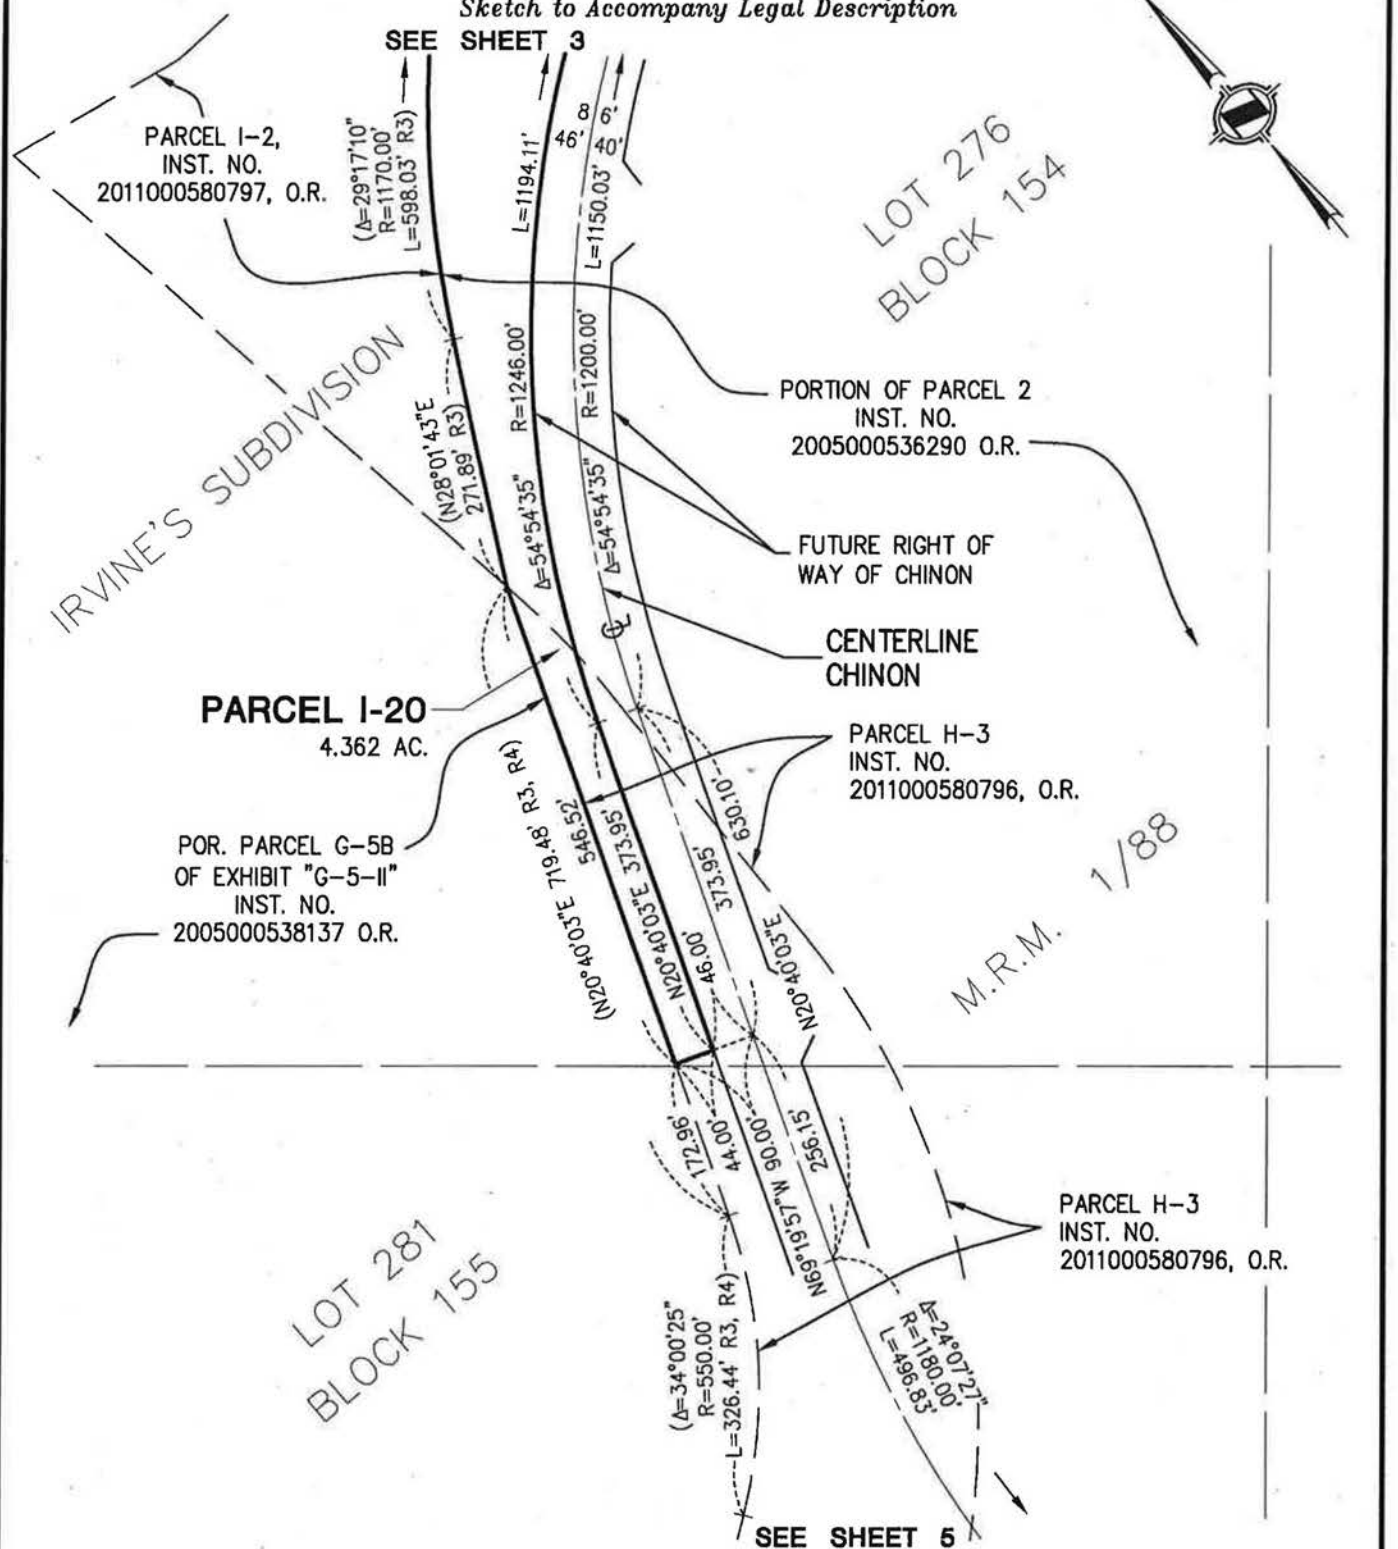 Sketch to Accompany Legal Description
SEE SHEET 3
PARCEL I-2,
INST. NO.
2011000580797, O.R.
(Δ=29°17'10"
R=1170.00'
L=598.03' R3)
L=1194.11'
8 6'
46' 40'
L=1150.03'
LOT 276
BLOCK 154
IRVINE'S SUBDIVISION
R=1246.00'
R=1200.00'
PORTION OF PARCEL 2
INST. NO.
2005000536290 O.R.
(N28°01'43"E
271.89' R3)
Δ=54°54'35"
Δ=54°54'35"
FUTURE RIGHT OF
WAY OF CHINON
CL
CENTERLINE
CHINON
PARCEL I-20
4.362 AC.
PARCEL H-3
INST. NO.
2011000580796, O.R.
(N20°40'03"E 719.48' R3, R4)
546.52'
N20°40'03"E 373.95'
373.95'
630.10'
POR. PARCEL G-5B
OF EXHIBIT "G-5-II"
INST. NO.
2005000538137 O.R.
M.R.M. 1/88
46.00'
N20°40'03"E
172.96'
44.00'
N69°19'57"W 90.00'
256.15'
PARCEL H-3
INST. NO.
2011000580796, O.R.
LOT 281
BLOCK 155
(Δ=34°00'25"
R=550.00'
L=326.44' R3, R4)
Δ=24°07'27"
R=1180.00'
L=496.83'
SEE SHEET 5